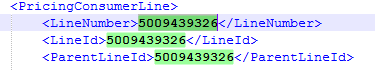 <PricingConsumerLine>
<LineNumber>5009439326</LineNumber>
<LineId>5009439326</LineId>
<ParentLineId>5009439326</ParentLineId>